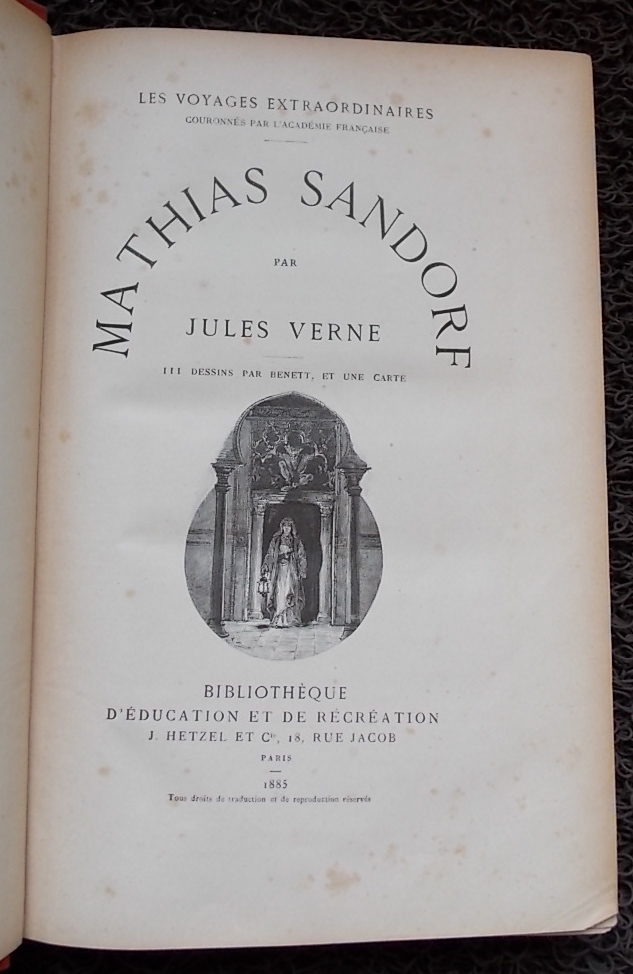 LES VOYAGES EXTRAORDINAIRES
COURONNÉS PAR L'ACADÉMIE FRANÇAISE
MATHIAS SANDORF
PAR
JULES VERNE
111 DESSINS PAR BENETT, ET UNE CARTE
BIBLIOTHÈQUE
D'ÉDUCATION ET DE RÉCRÉATION
J. HETZEL ET Cie, 18, RUE JACOB
PARIS
1885
Tous droits de traduction et de reproduction réservés